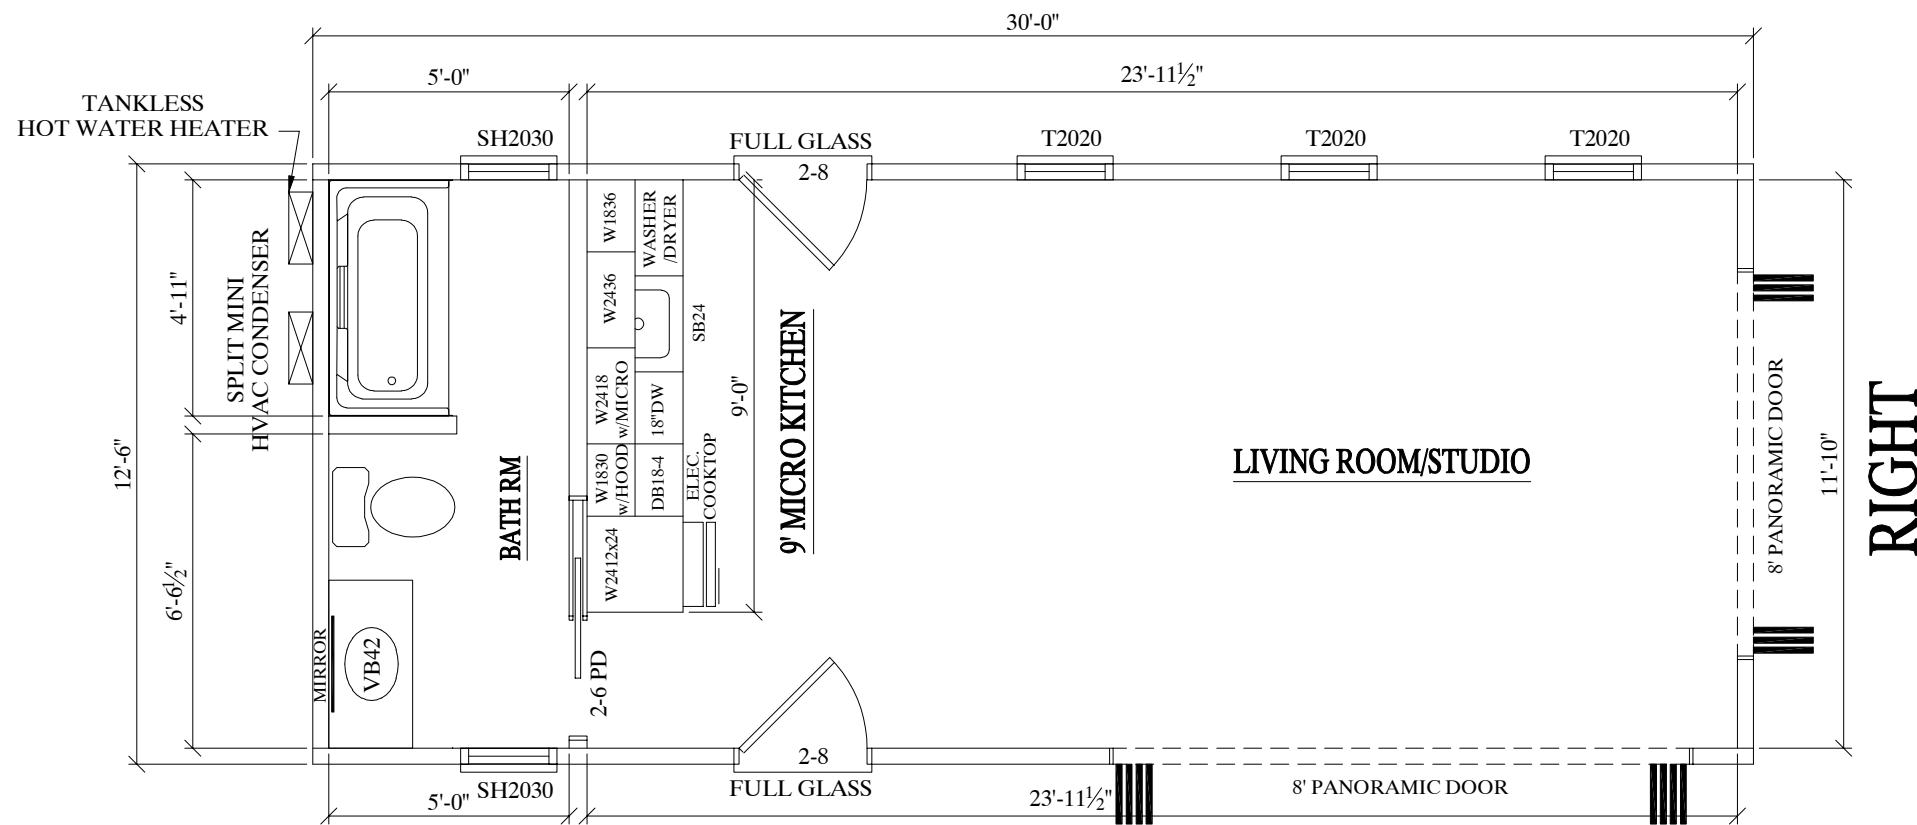 30'-0"
5'-0"
23'-11½"
TANKLESS
HOT WATER HEATER
SH2030
FULL GLASS
2-8
T2020
T2020
T2020
12'-6"
4'-11"
6'-6½"
SPLIT MINI
HVAC CONDENSER
W1836
WASHER
/DRYER
W2436
SB24
W2418
w/MICRO
18"DW
W1830
w/HOOD
DB18-4
ELEC.
COOKTOP
W2412x24
9'-0"
9' MICRO KITCHEN
BATH RM
LIVING ROOM/STUDIO
8' PANORAMIC DOOR
11'-10"
RIGHT
MIRROR
VB42
2-6 PD
2-8
FULL GLASS
SH2030
5'-0"
23'-11½"
8' PANORAMIC DOOR